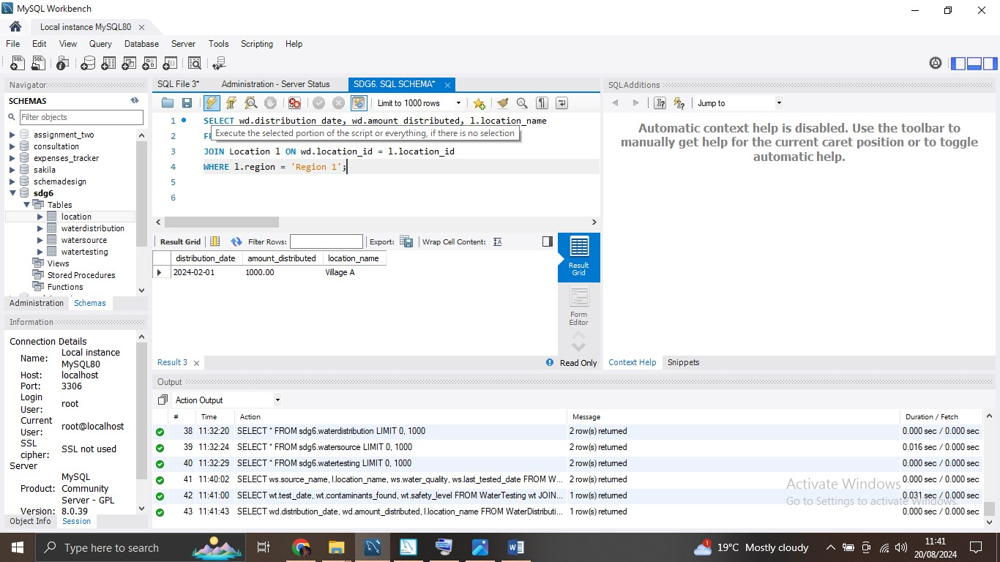 MySQL Workbench
Local instance MySQL80
File Edit View Query Database Server Tools Scripting Help
Navigator
SCHEMAS
Filter objects
assignment_two
consultation
expenses_tracker
sakila
schemadesign
sdg6
Tables
location
waterdistribution
watersource
watertesting
Views
Stored Procedures
Functions
Administration Schemas
Information
Connection Details
Name: Local instance MySQL80
Host: localhost
Port: 3306
Login User: root
Current User: root@localhost
SSL cipher: SSL not used
Server
Product: MySQL Community Server - GPL
Version: 8.0.39
Object Info Session
SQL File 3* Administration - Server Status SDG6. SQL SCHEMA*
Limit to 1000 rows
1 SELECT wd.distribution_date, wd.amount_distributed, l.location_name
Execute the selected portion of the script or everything, if there is no selection
2
3 JOIN Location l ON wd.location_id = l.location_id
4 WHERE l.region = 'Region 1';
5
6
Result Grid Filter Rows: Export: Wrap Cell Content:
distribution_date amount_distributed location_name
2024-02-01 1000.00 Village A
Result Grid
Form Editor
Result 3 Read Only
SQLAdditions
Jump to
Automatic context help is disabled. Use the toolbar to
manually get help for the current caret position or to toggle
automatic help.
Context Help Snippets
Output
Action Output
# Time Action Message Duration / Fetch
38 11:32:20 SELECT * FROM sdg6.waterdistribution LIMIT 0, 1000 2 row(s) returned 0.000 sec / 0.000 sec
39 11:32:24 SELECT * FROM sdg6.watersource LIMIT 0, 1000 2 row(s) returned 0.016 sec / 0.000 sec
40 11:32:29 SELECT * FROM sdg6.watertesting LIMIT 0, 1000 2 row(s) returned 0.000 sec / 0.000 sec
41 11:40:02 SELECT ws.source_name, l.location_name, ws.water_quality, ws.last_tested_date FROM W... 2 row(s) returned 0.000 sec / 0.000 sec
42 11:41:00 SELECT wt.test_date, wt.contaminants_found, wt.safety_level FROM WaterTesting wt JOIN... 1 row(s) returned 0.031 sec / 0.000 sec
43 11:41:43 SELECT wd.distribution_date, wd.amount_distributed, l.location_name FROM WaterDistributi... 1 row(s) returned 0.000 sec / 0.000 sec
Activate Windows
Go to Settings to activate Windows.
Type here to search
19°C Mostly cloudy
11:41
20/08/2024